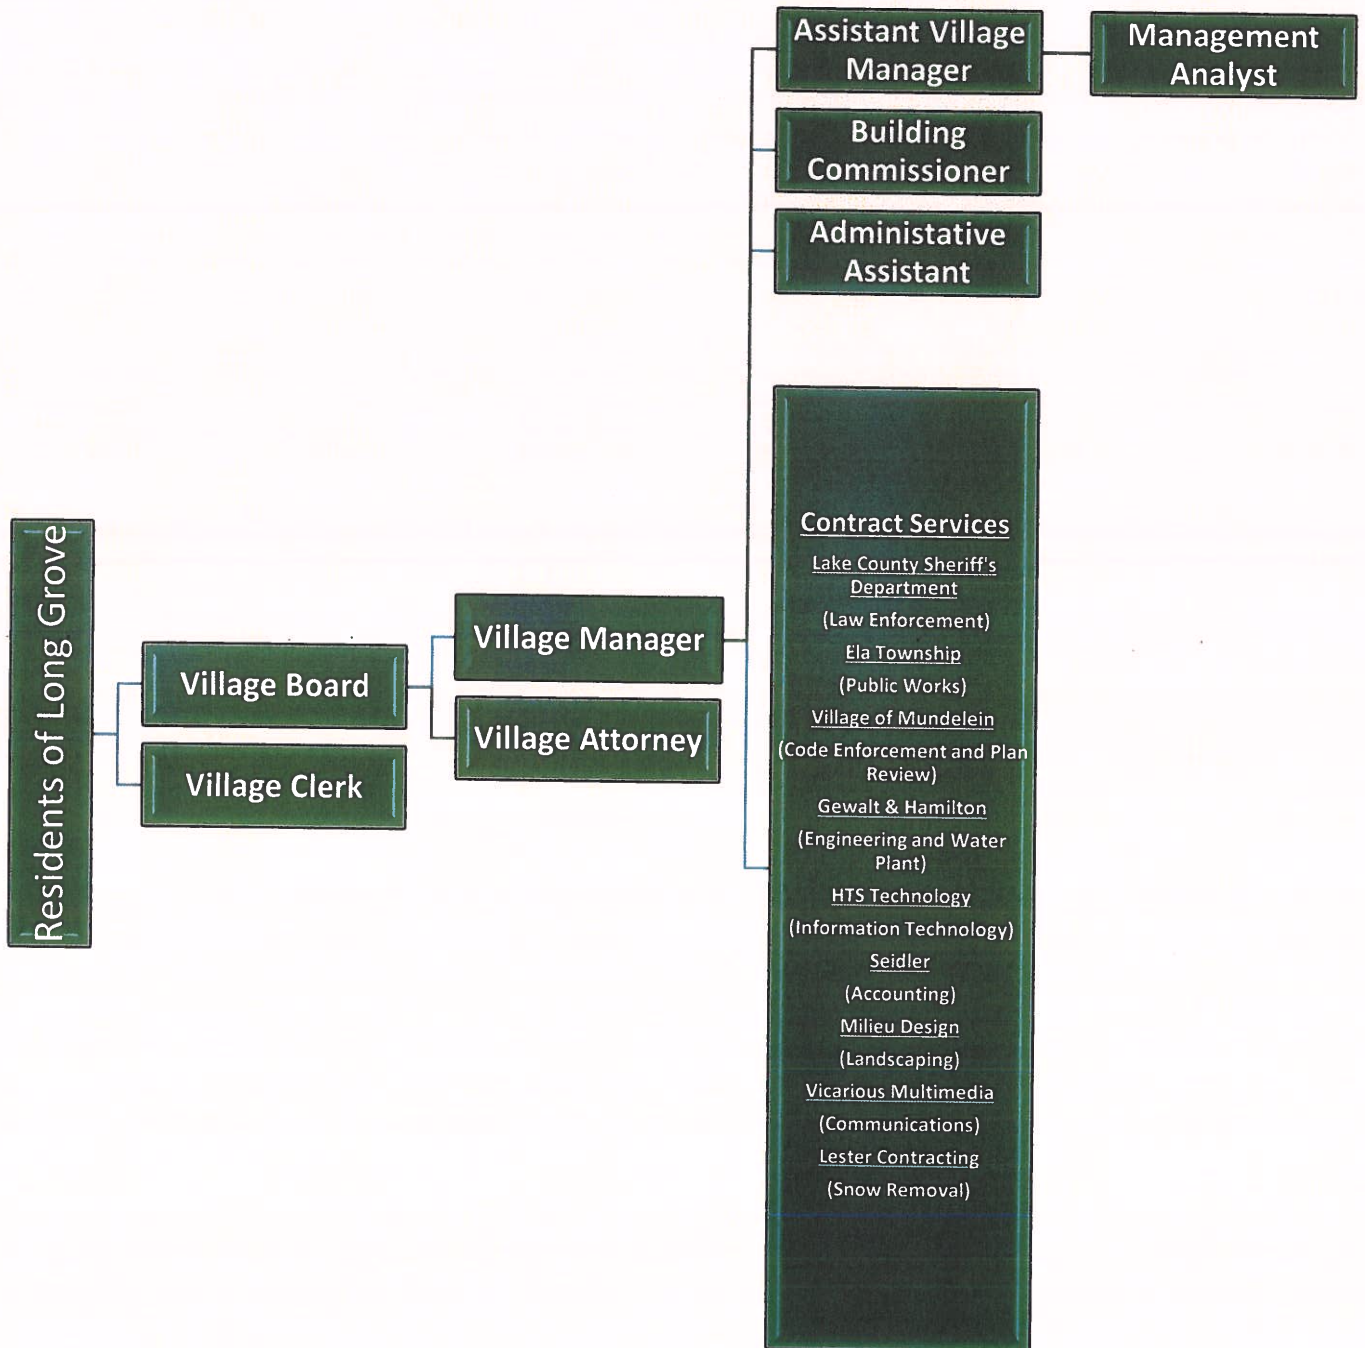 Assistant Village
Manager
Management
Analyst
Building
Commissioner
Administative
Assistant
Residents of Long Grove
Village Board
Village Clerk
Village Manager
Village Attorney
Contract Services
Lake County Sheriff's
Department
(Law Enforcement)
Ela Township
(Public Works)
Village of Mundelein
(Code Enforcement and Plan
Review)
Gewalt & Hamilton
(Engineering and Water
Plant)
HTS Technology
(Information Technology)
Seidler
(Accounting)
Milieu Design
(Landscaping)
Vicarious Multimedia
(Communications)
Lester Contracting
(Snow Removal)